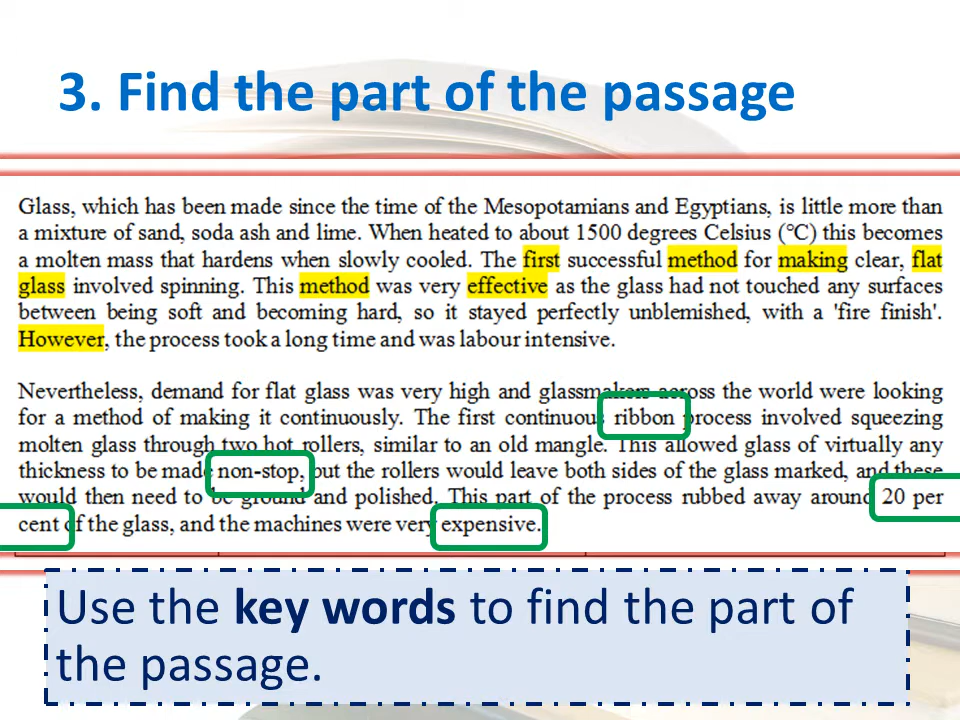 3. Find the part of the passage
Glass, which has been made since the time of the Mesopotamians and Egyptians, is little more than
a mixture of sand, soda ash and lime. When heated to about 1500 degrees Celsius (°C) this becomes
a molten mass that hardens when slowly cooled. The first successful method for making clear, flat
glass involved spinning. This method was very effective as the glass had not touched any surfaces
between being soft and becoming hard, so it stayed perfectly unblemished, with a 'fire finish'.
However, the process took a long time and was labour intensive.
Nevertheless, demand for flat glass was very high and glassmakers across the world were looking
for a method of making it continuously. The first continuous ribbon process involved squeezing
molten glass through two hot rollers, similar to an old mangle. This allowed glass of virtually any
thickness to be made non-stop, but the rollers would leave both sides of the glass marked, and these
would then need to be ground and polished. This part of the process rubbed away around 20 per
cent of the glass, and the machines were very expensive.
Use the key words to find the part of
the passage.